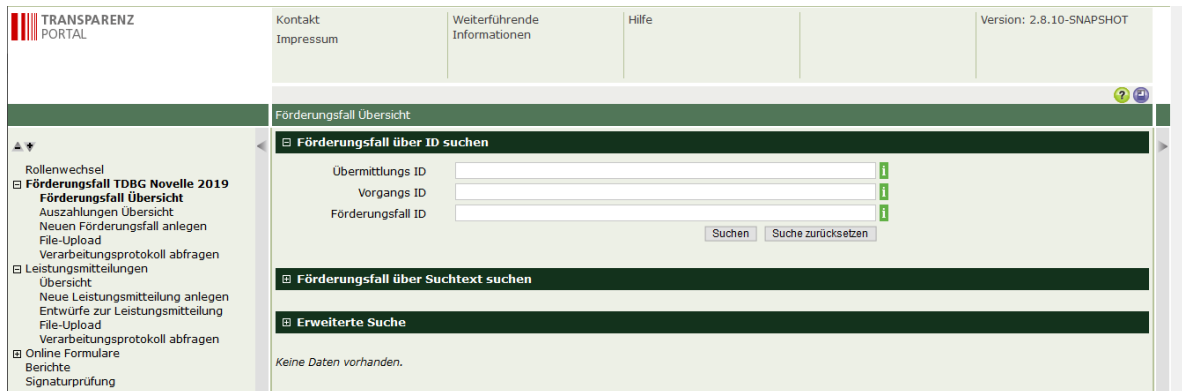 TRANSPARENZ
PORTAL
Kontakt
Impressum
Weiterführende
Informationen
Hilfe
Version: 2.8.10-SNAPSHOT
Förderungsfall Übersicht
Rollenwechsel
Förderungsfall TDBG Novelle 2019
Förderungsfall Übersicht
Auszahlungen Übersicht
Neuen Förderungsfall anlegen
File-Upload
Verarbeitungsprotokoll abfragen
Leistungsmitteilungen
Übersicht
Neue Leistungsmitteilung anlegen
Entwürfe zur Leistungsmitteilung
File-Upload
Verarbeitungsprotokoll abfragen
Online Formulare
Berichte
Signaturprüfung
Förderungsfall über ID suchen
Übermittlungs ID
Vorgangs ID
Förderungsfall ID
Suchen Suche zurücksetzen
Förderungsfall über Suchtext suchen
Erweiterte Suche
Keine Daten vorhanden.